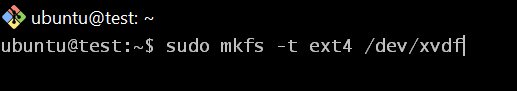 ubuntu@test: ~
ubuntu@test:~$ sudo mkfs -t ext4 /dev/xvdf